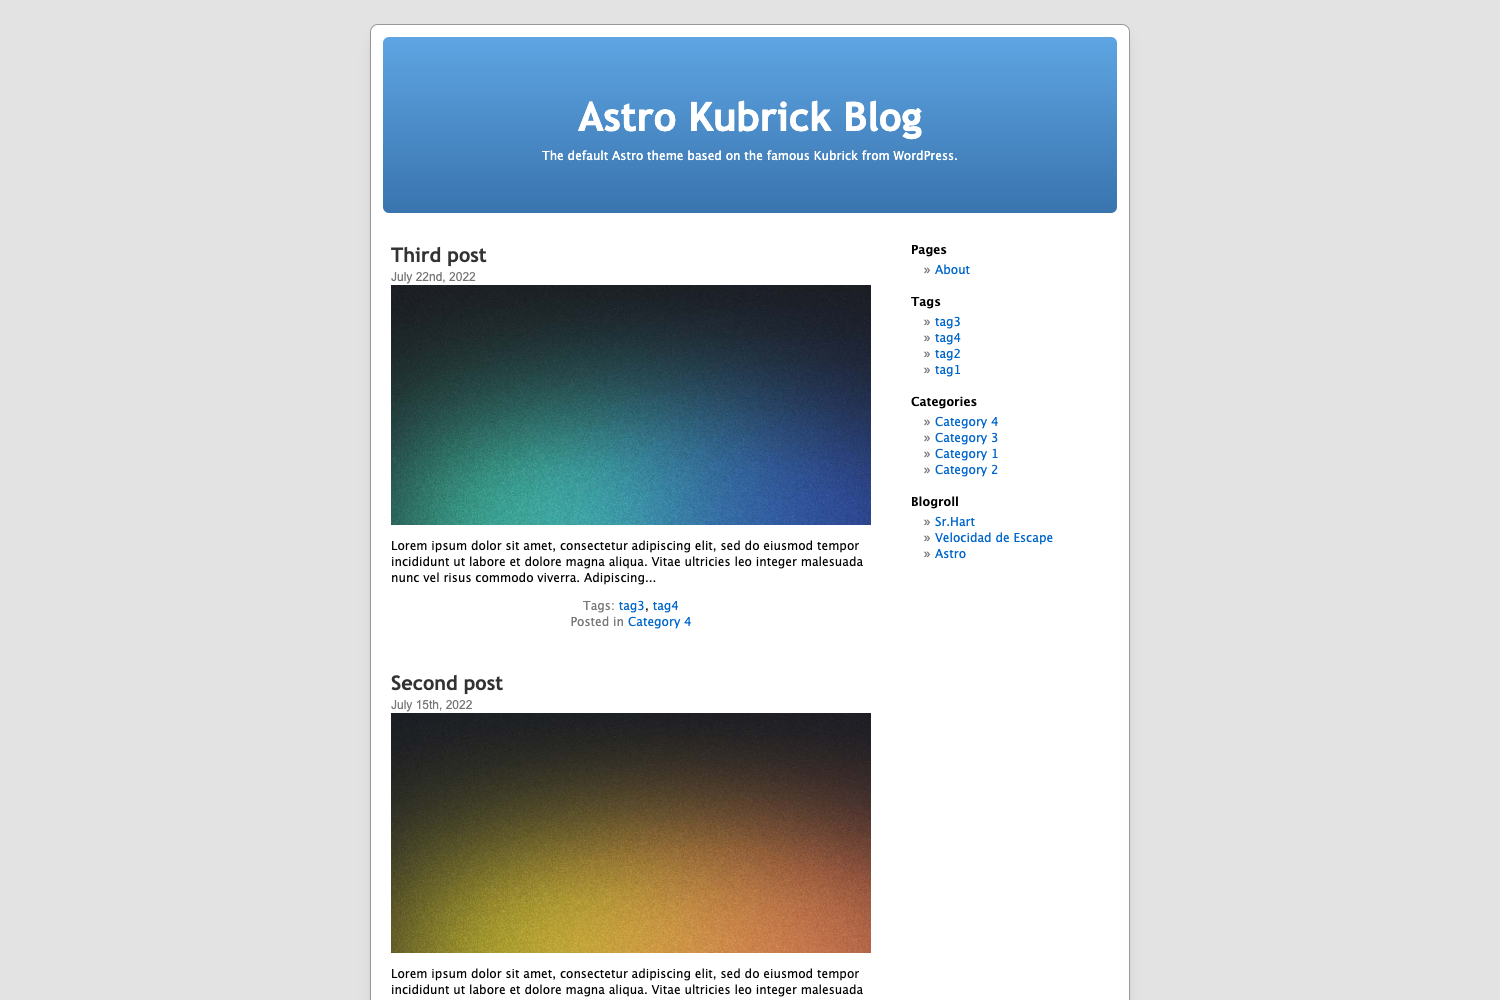 Astro Kubrick Blog
The default Astro theme based on the famous Kubrick from WordPress.
Third post
July 22nd, 2022
Lorem ipsum dolor sit amet, consectetur adipiscing elit, sed do eiusmod tempor
incididunt ut labore et dolore magna aliqua. Vitae ultricies leo integer malesuada
nunc vel risus commodo viverra. Adipiscing...
Tags: tag3, tag4
Posted in Category 4
Second post
July 15th, 2022
Lorem ipsum dolor sit amet, consectetur adipiscing elit, sed do eiusmod tempor
incididunt ut labore et dolore magna aliqua. Vitae ultricies leo integer malesuada
Pages
» About
Tags
» tag3
» tag4
» tag2
» tag1
Categories
» Category 4
» Category 3
» Category 1
» Category 2
Blogroll
» Sr.Hart
» Velocidad de Escape
» Astro